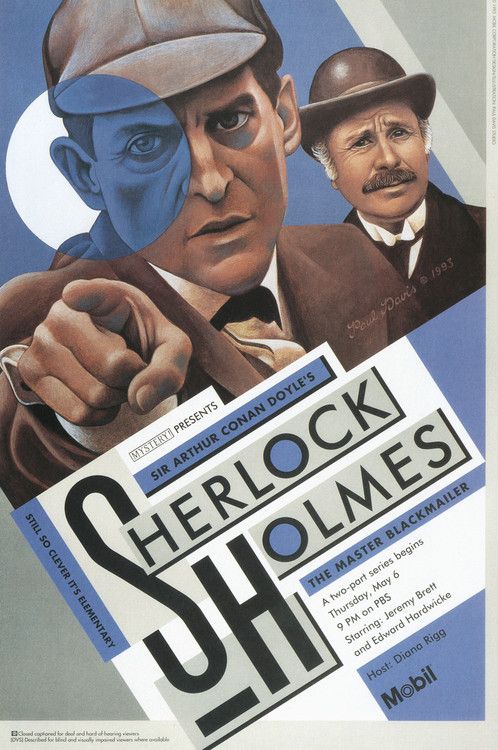 Paul Davis © 1993
MYSTERY! PRESENTS
SIR ARTHUR CONAN DOYLE'S
SHERLOCK
HOLMES
THE MASTER BLACKMAILER
STILL SO CLEVER IT'S ELEMENTARY
A two-part series begins
Thursday, May 6
9 PM on PBS
Starring: Jeremy Brett
and Edward Hardwicke
Host: Diana Rigg
Mobil
Closed captioned for deaf and hard of hearing viewers
(DVS) Described for blind and visually impaired viewers where available